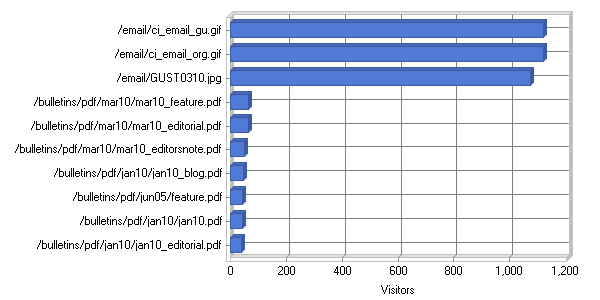 /email/ci_email_gu.gif
/email/ci_email_org.gif
/email/GUST0310.jpg
/bulletins/pdf/mar10/mar10_feature.pdf
/bulletins/pdf/mar10/mar10_editorial.pdf
/bulletins/pdf/mar10/mar10_editorsnote.pdf
/bulletins/pdf/jan10/jan10_blog.pdf
/bulletins/pdf/jun05/feature.pdf
/bulletins/pdf/jan10/jan10.pdf
/bulletins/pdf/jan10/jan10_editorial.pdf
0 200 400 600 800 1,000 1,200
Visitors